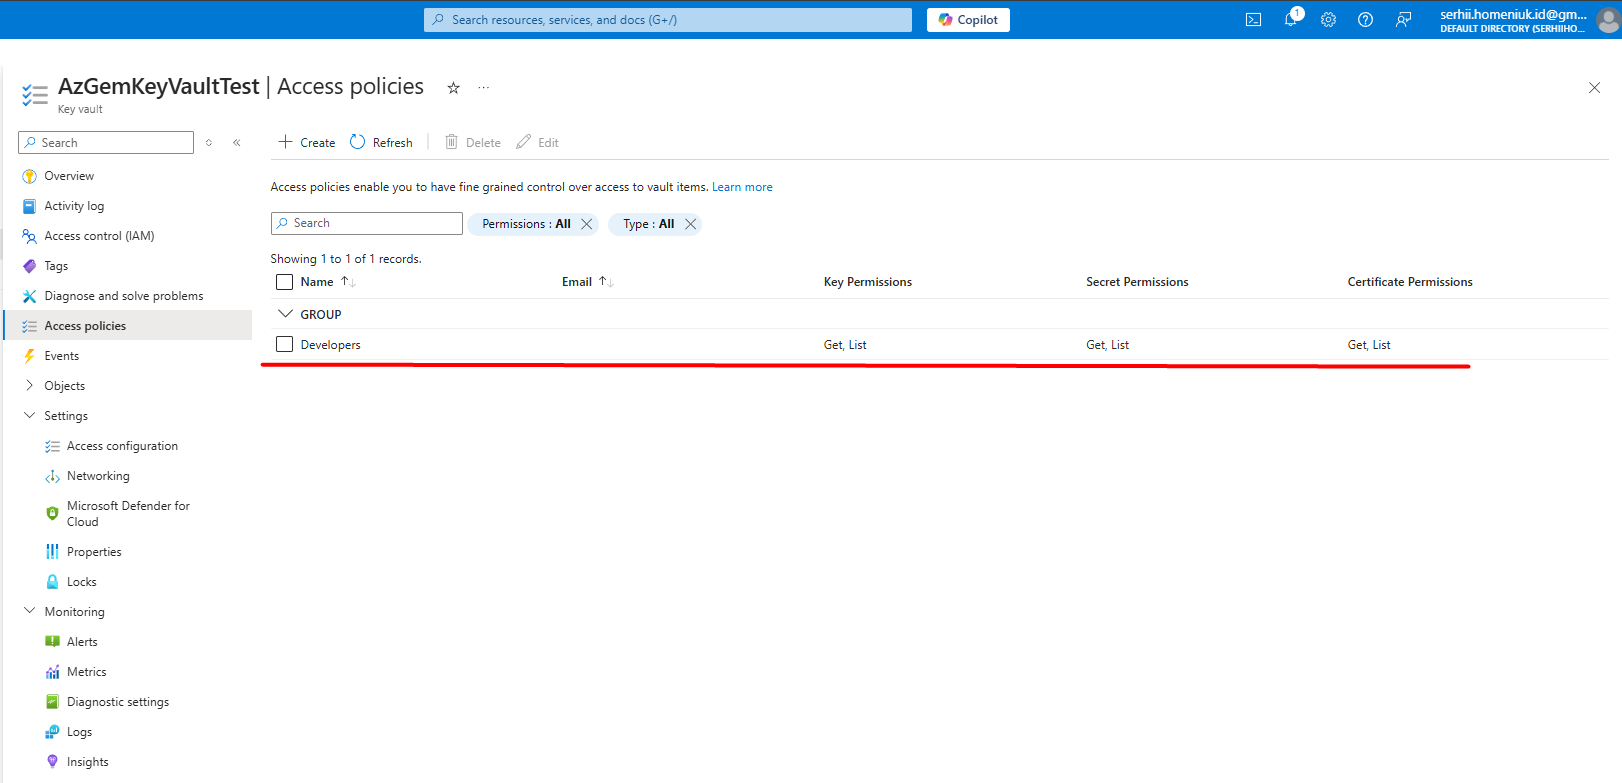 Search resources, services, and docs (G+/)
Copilot
1
serhii.homeniuk.id@gm...
DEFAULT DIRECTORY (SERHIIHO...
AzGemKeyVaultTest | Access policies
Key vault
Search
Create
Refresh
Delete
Edit
Overview
Activity log
Access control (IAM)
Tags
Diagnose and solve problems
Access policies
Events
Objects
Settings
Access configuration
Networking
Microsoft Defender for
Cloud
Properties
Locks
Monitoring
Alerts
Metrics
Diagnostic settings
Logs
Insights
Access policies enable you to have fine grained control over access to vault items. Learn more
Search
Permissions : All
Type : All
Showing 1 to 1 of 1 records.
Name Email Key Permissions Secret Permissions Certificate Permissions
GROUP
Developers Get, List Get, List Get, List